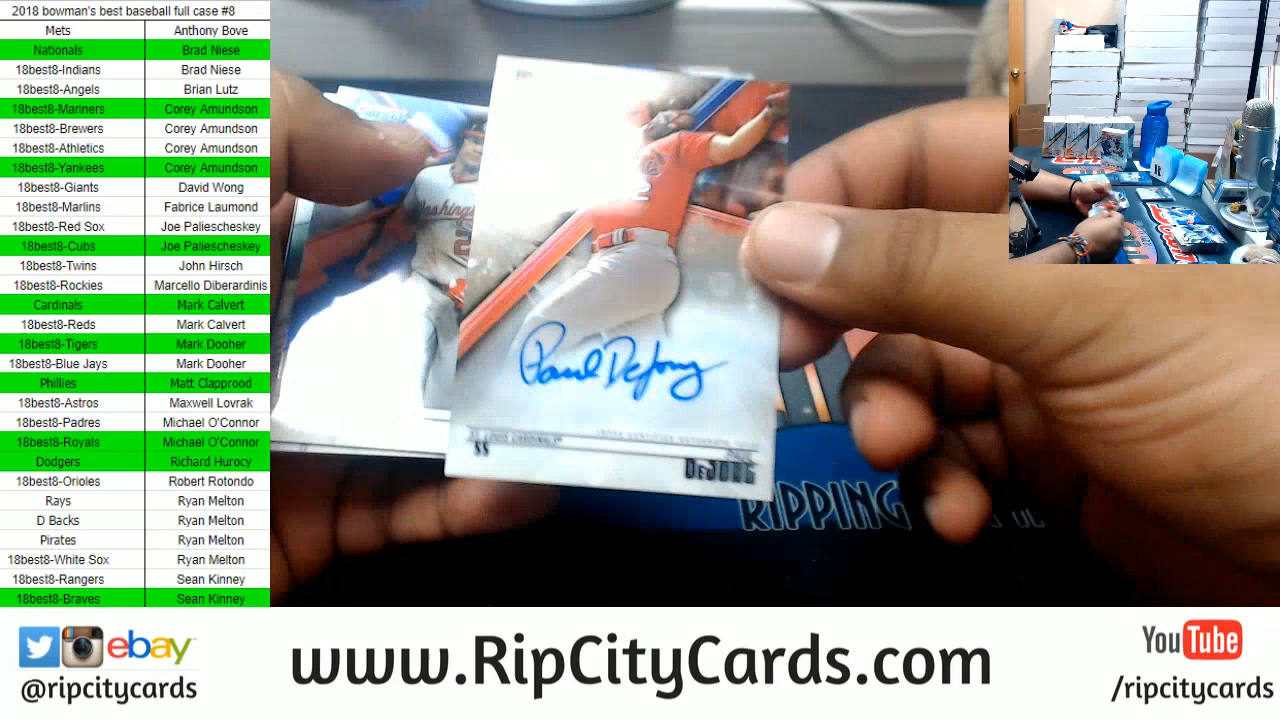 2018 bowman's best baseball full case #8
Mets Anthony Bove
Nationals Brad Niese
18best8-Indians Brad Niese
18best8-Angels Brian Lutz
18best8-Mariners Corey Amundson
18best8-Brewers Corey Amundson
18best8-Athletics Corey Amundson
18best8-Yankees Corey Amundson
18best8-Giants David Wong
18best8-Marlins Fabrice Laumond
18best8-Red Sox Joe Paliescheskey
18best8-Cubs Joe Paliescheskey
18best8-Twins John Hirsch
18best8-Rockies Marcello Diberardinis
Cardinals Mark Calvert
18best8-Reds Mark Calvert
18best8-Tigers Mark Dooher
18best8-Blue Jays Mark Dooher
Phillies Matt Clapprood
18best8-Astros Maxwell Lovrak
18best8-Padres Michael O'Connor
18best8-Royals Michael O'Connor
Dodgers Richard Hurocy
18best8-Orioles Robert Rotondo
Rays Ryan Melton
D Backs Ryan Melton
Pirates Ryan Melton
18best8-White Sox Ryan Melton
18best8-Rangers Sean Kinney
18best8-Braves Sean Kinney
Washington
Paul DeJong
SS
DeJONG
RIPPING
ebay
@ripcitycards
www.RipCityCards.com
YouTube
/ripcitycards